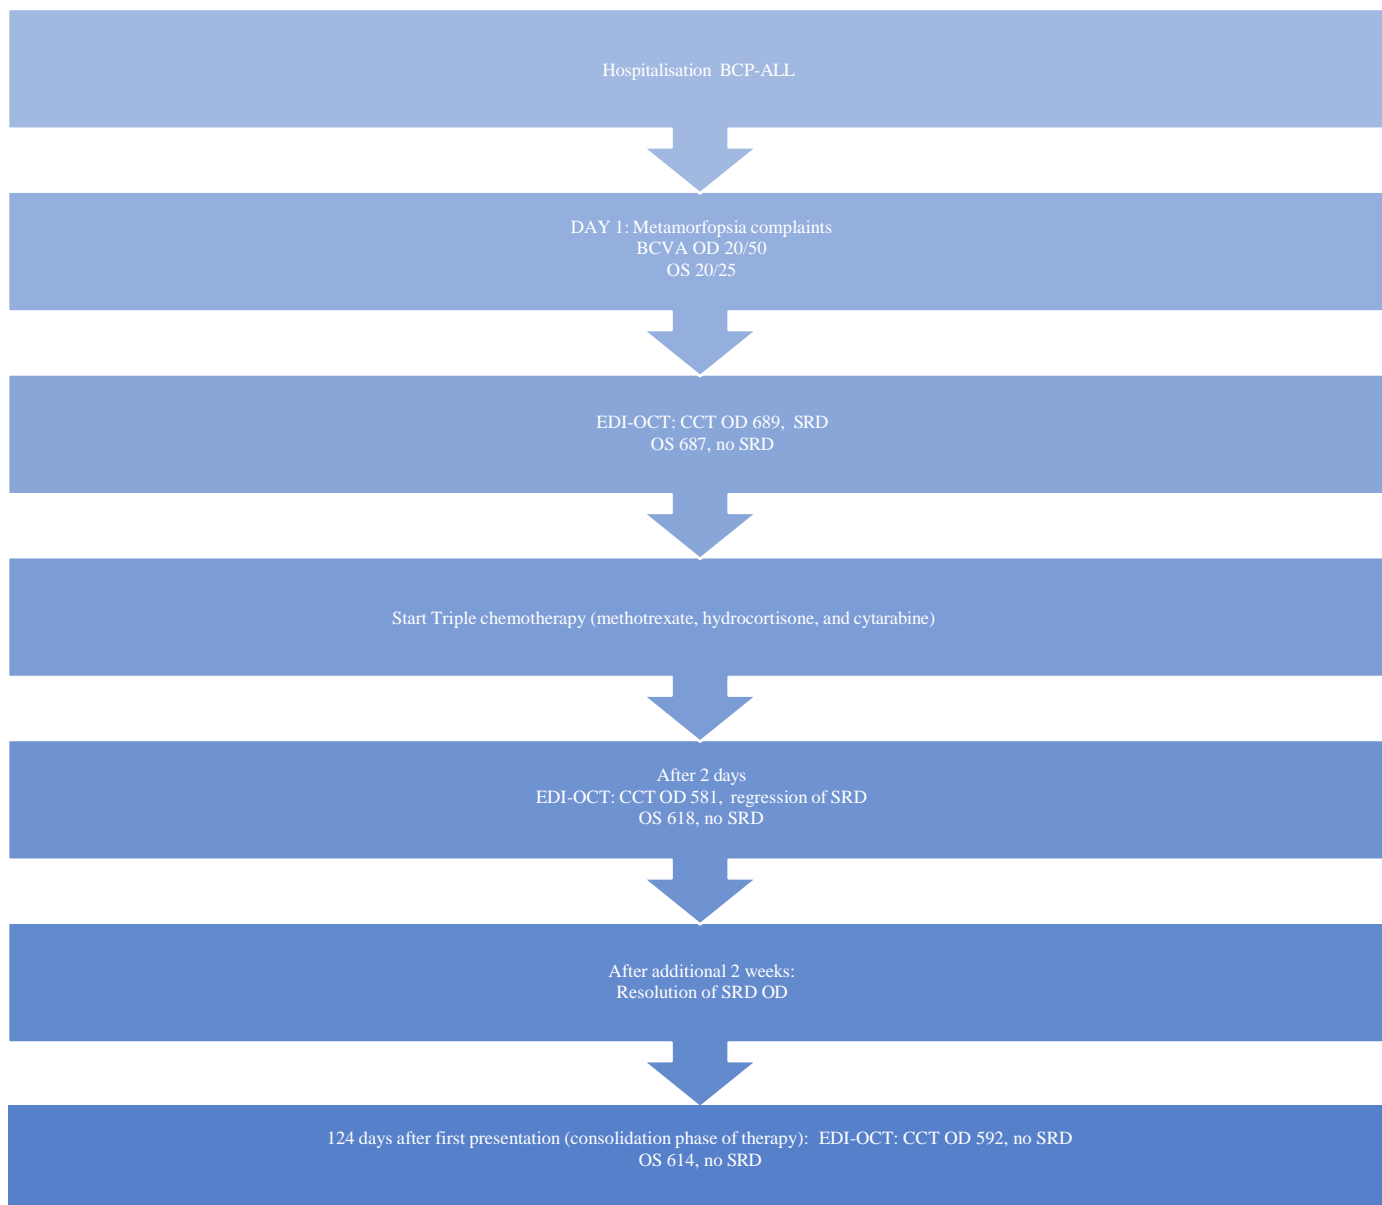 Hospitalisation BCP-ALL
DAY 1: Metamorfopsia complaints
BCVA OD 20/50
OS 20/25
EDI-OCT: CCT OD 689, SRD
OS 687, no SRD
Start Triple chemotherapy (methotrexate, hydrocortisone, and cytarabine)
After 2 days
EDI-OCT: CCT OD 581, regression of SRD
OS 618, no SRD
After additional 2 weeks:
Resolution of SRD OD
124 days after first presentation (consolidation phase of therapy): EDI-OCT: CCT OD 592, no SRD
OS 614, no SRD